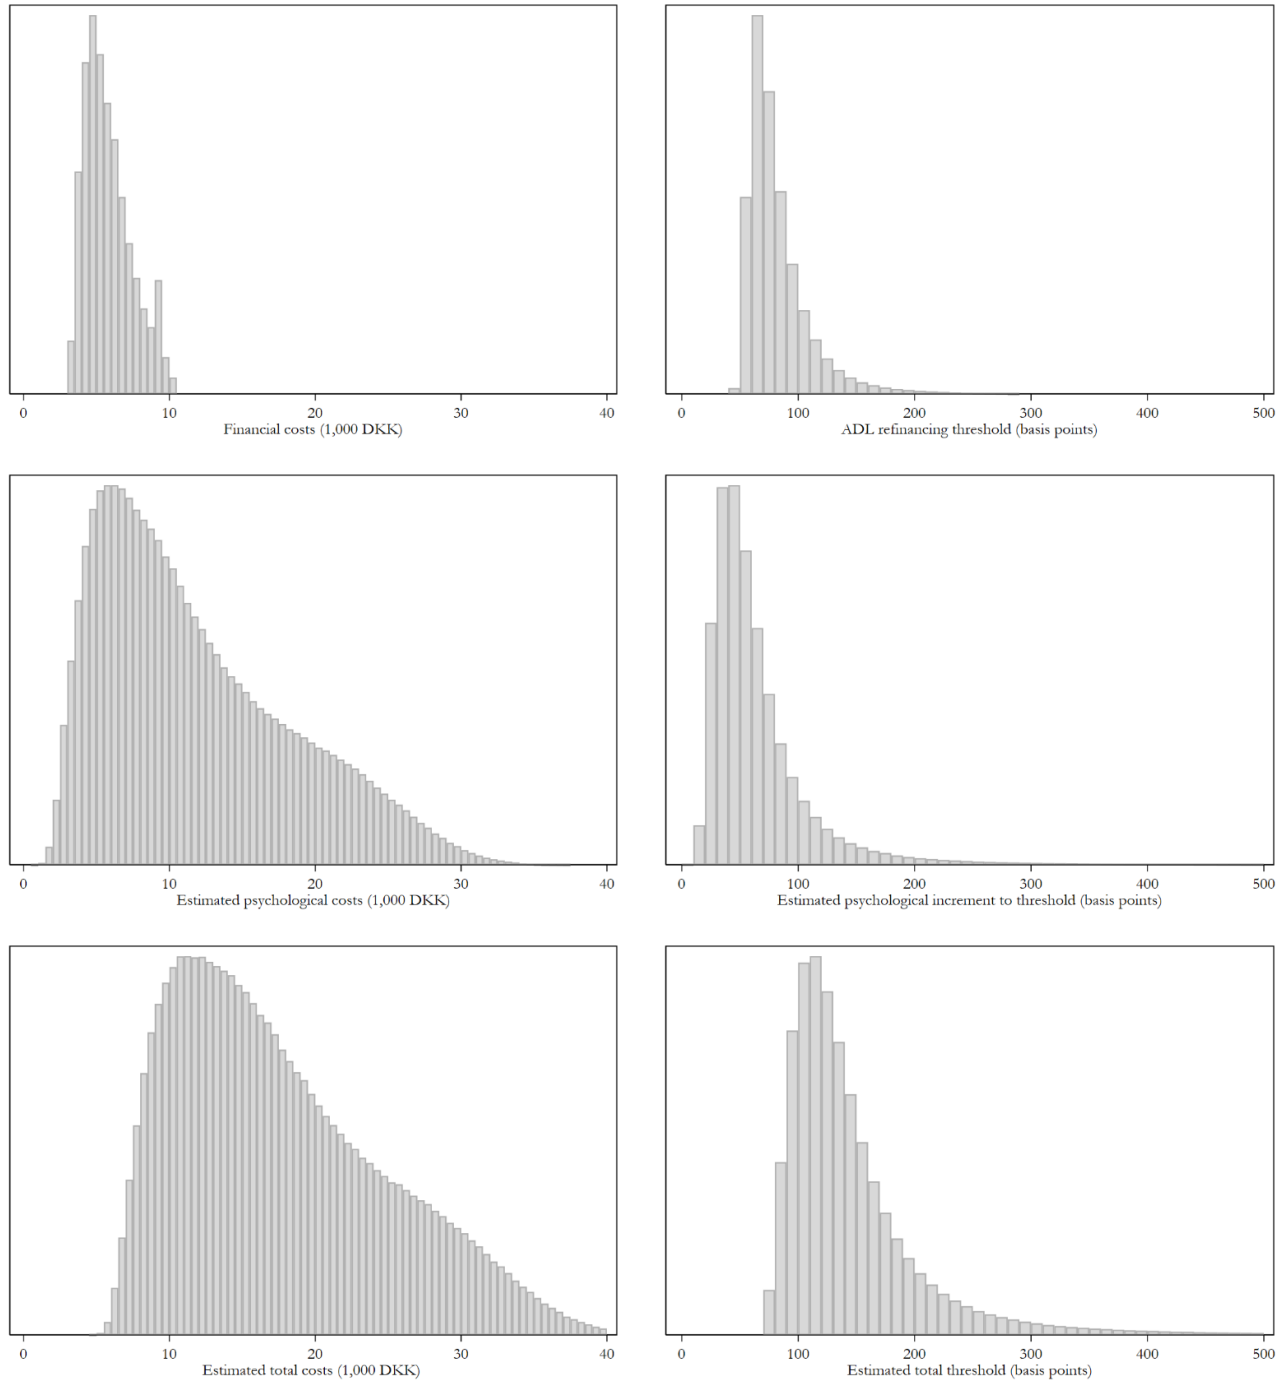 0 10 20 30 40
Financial costs (1,000 DKK)
0 100 200 300 400 500
ADL refinancing threshold (basis points)
0 10 20 30 40
Estimated psychological costs (1,000 DKK)
0 100 200 300 400 500
Estimated psychological increment to threshold (basis points)
0 10 20 30 40
Estimated total costs (1,000 DKK)
0 100 200 300 400 500
Estimated total threshold (basis points)